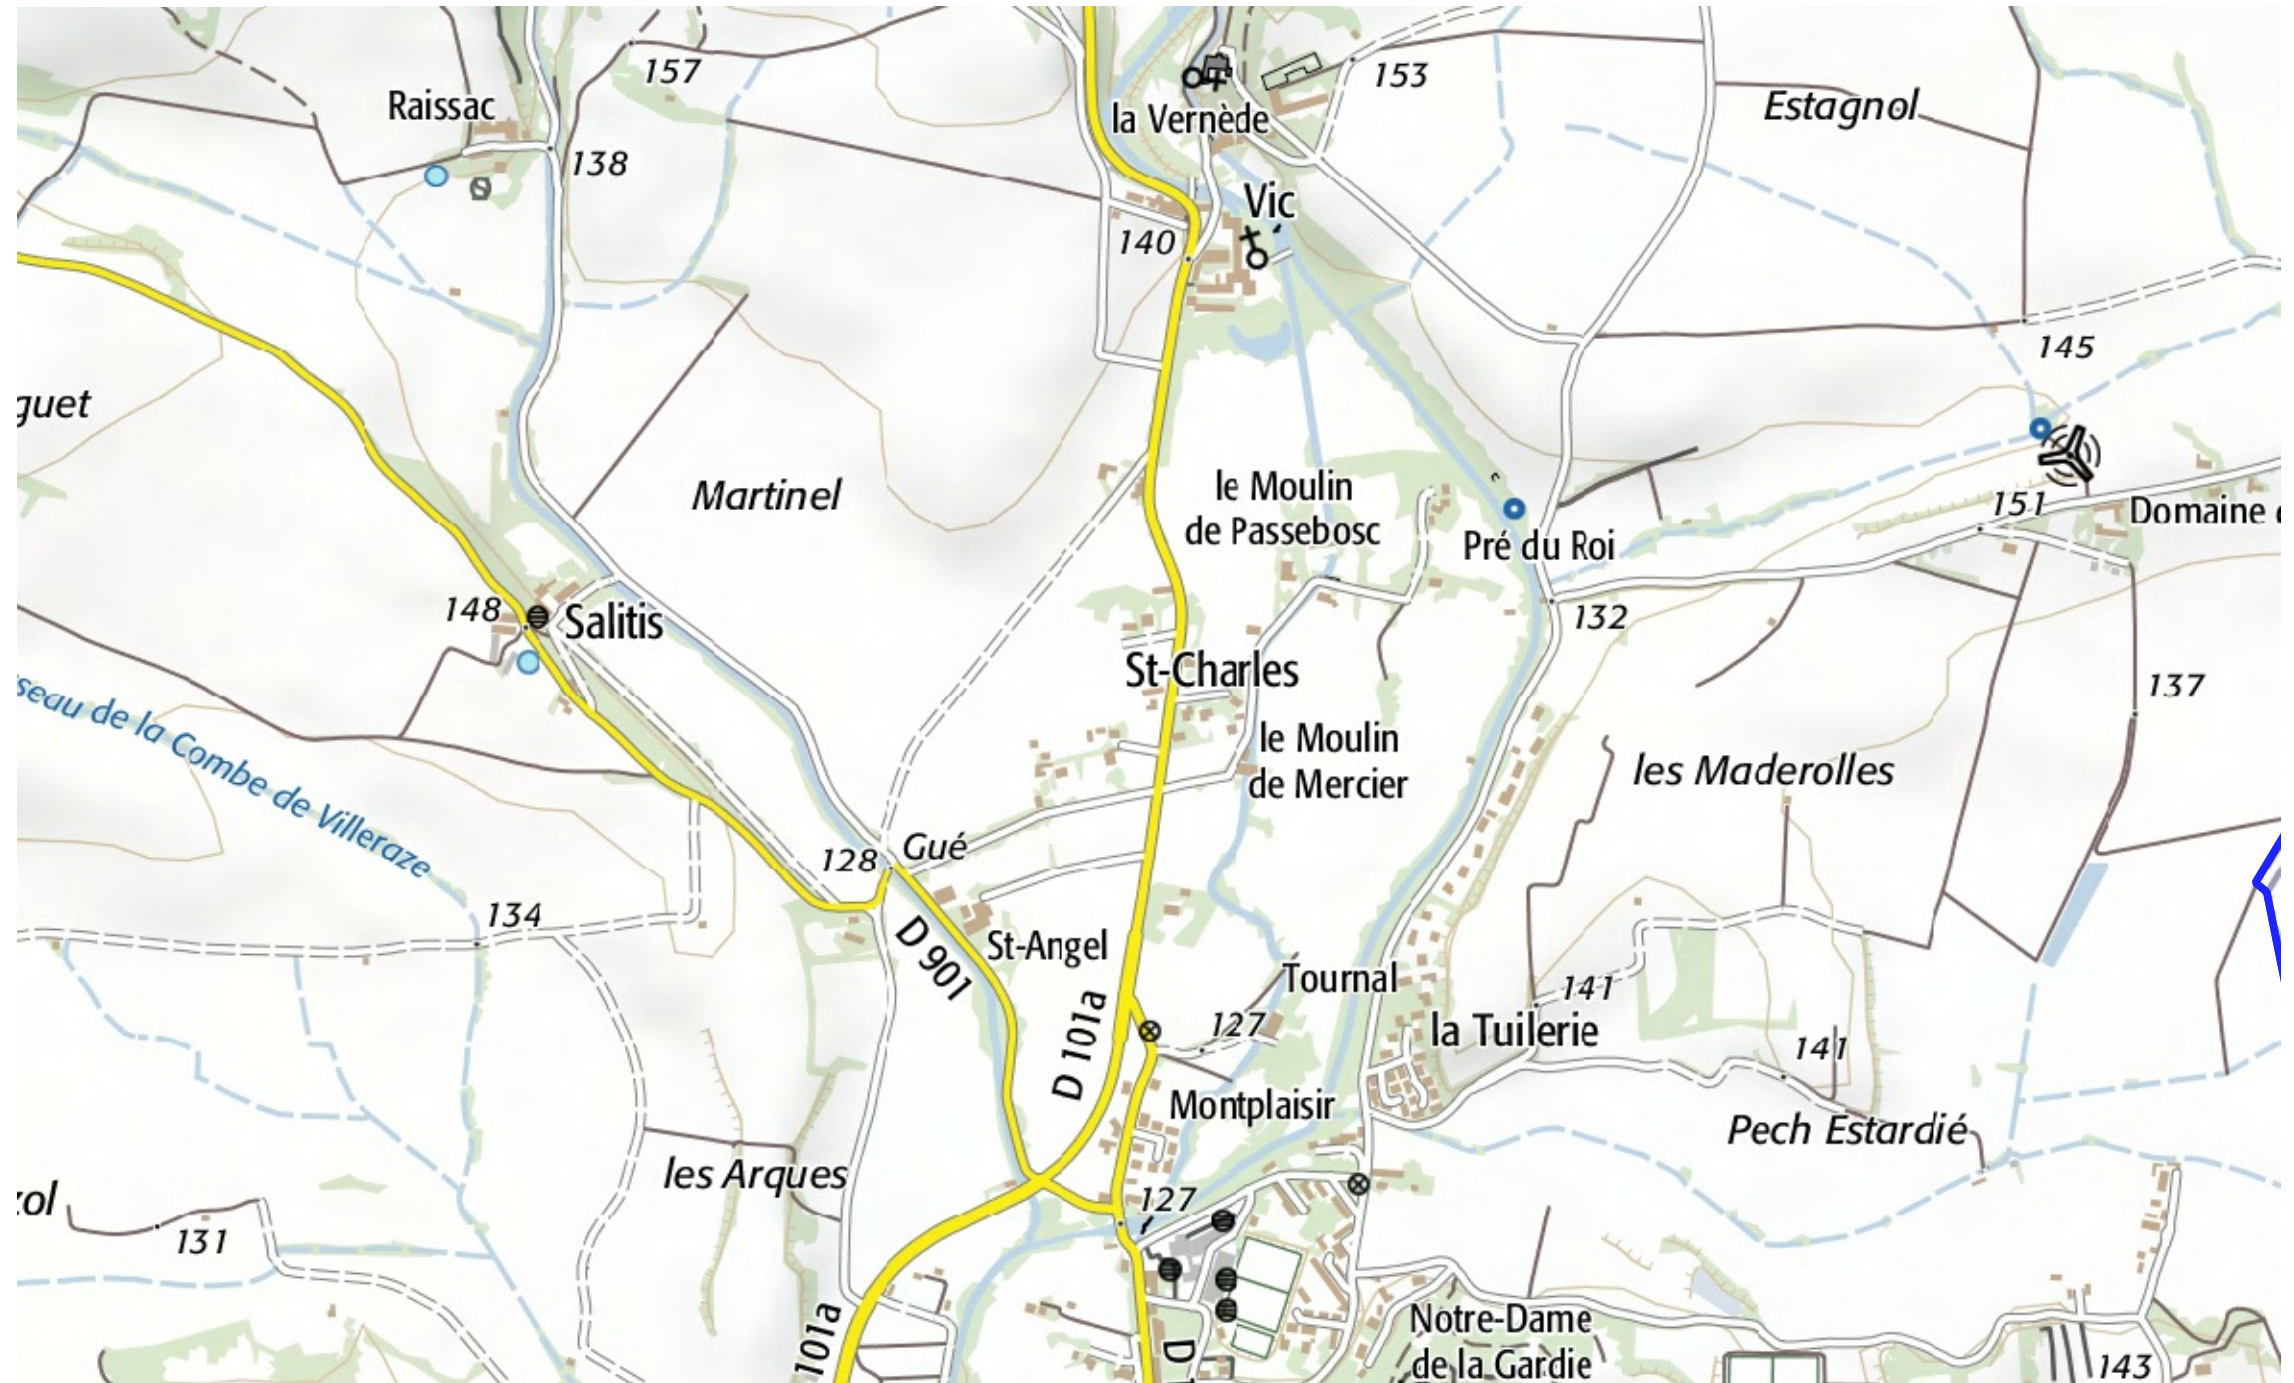 157
153
Raissac
Estagnol
la Vernède
138
Vic
140
145
guet
Martinel
le Moulin
de Passebosc
151
Domaine
Pré du Roi
148
Salitis
132
St-Charles
137
seau de la Combe de Villeraze
le Moulin
de Mercier
les Maderolles
128
Gué
134
D 901
St-Angel
Tournal
141
D 101a
127
la Tuilerie
141
Montplaisir
Pech Estardié
les Arques
127
131
101a
Notre-Dame
de la Gardie
143